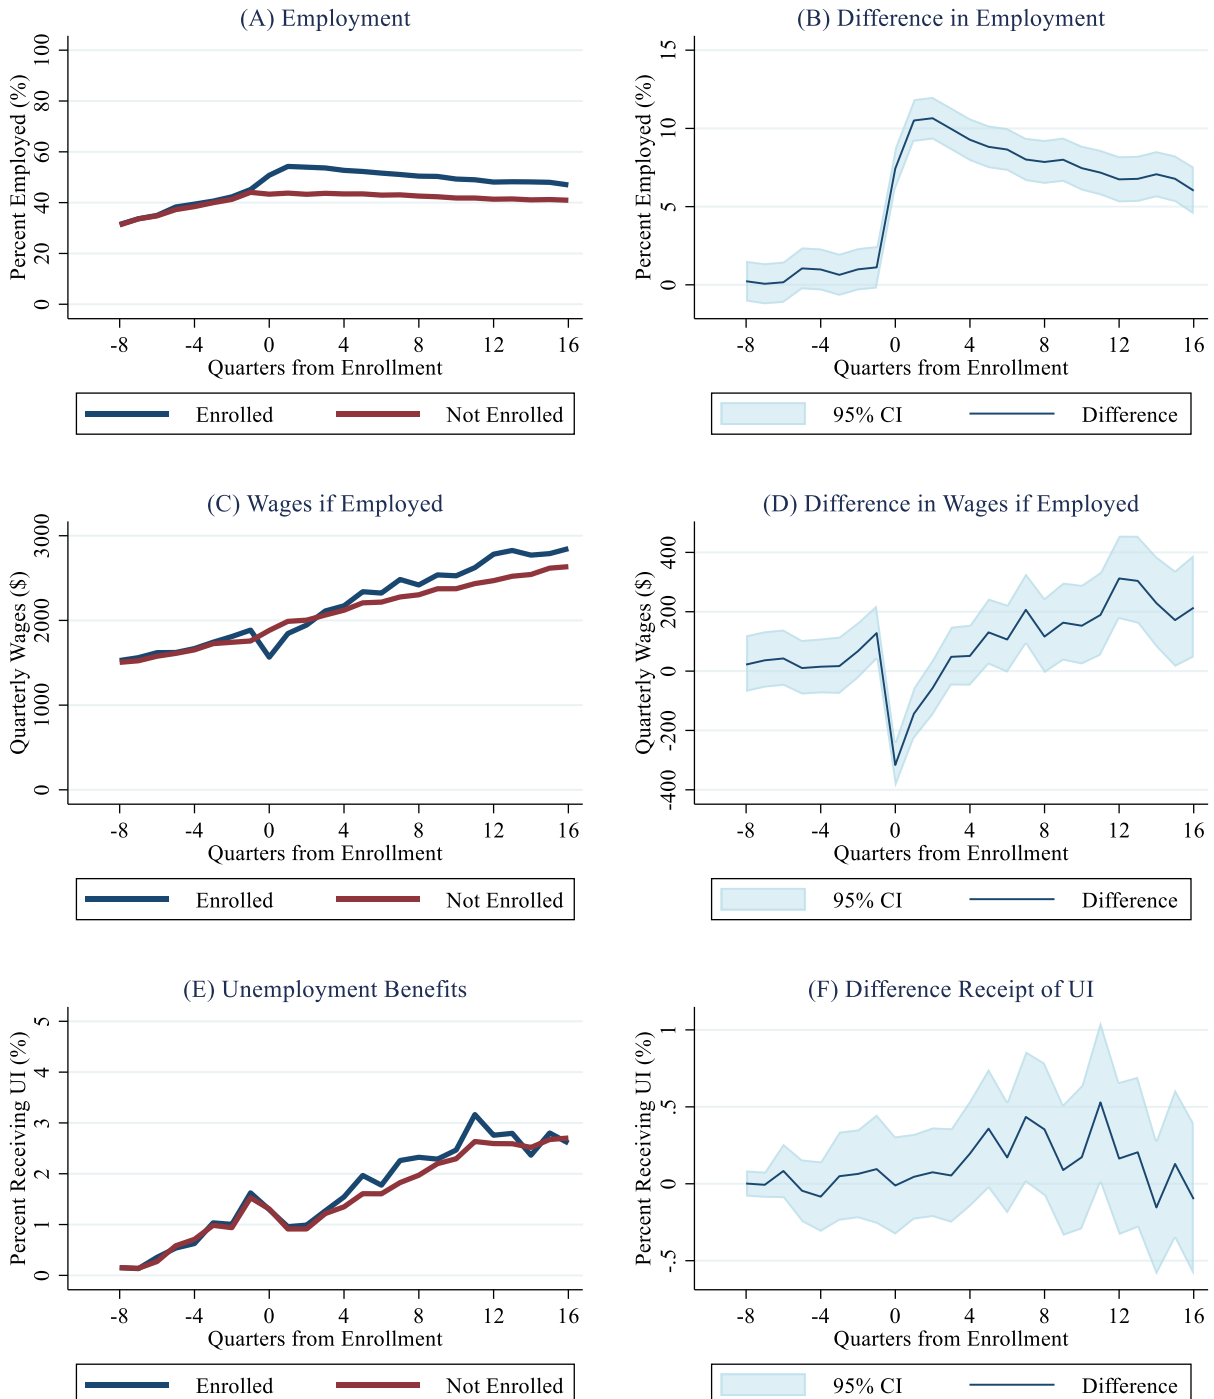 (A) Employment
Percent Employed (%)
100
80
60
40
20
0
-8 -4 0 4 8 12 16
Quarters from Enrollment
Enrolled Not Enrolled
(B) Difference in Employment
Percent Employed (%)
15
10
5
0
-8 -4 0 4 8 12 16
Quarters from Enrollment
95% CI Difference
(C) Wages if Employed
Quarterly Wages ($)
3000
2000
1000
0
-8 -4 0 4 8 12 16
Quarters from Enrollment
Enrolled Not Enrolled
(D) Difference in Wages if Employed
Quarterly Wages ($)
400
200
0
-200
-400
-8 -4 0 4 8 12 16
Quarters from Enrollment
95% CI Difference
(E) Unemployment Benefits
Percent Receiving UI (%)
5
4
3
2
1
0
-8 -4 0 4 8 12 16
Quarters from Enrollment
Enrolled Not Enrolled
(F) Difference Receipt of UI
Percent Receiving UI (%)
1
.5
0
-.5
-8 -4 0 4 8 12 16
Quarters from Enrollment
95% CI Difference